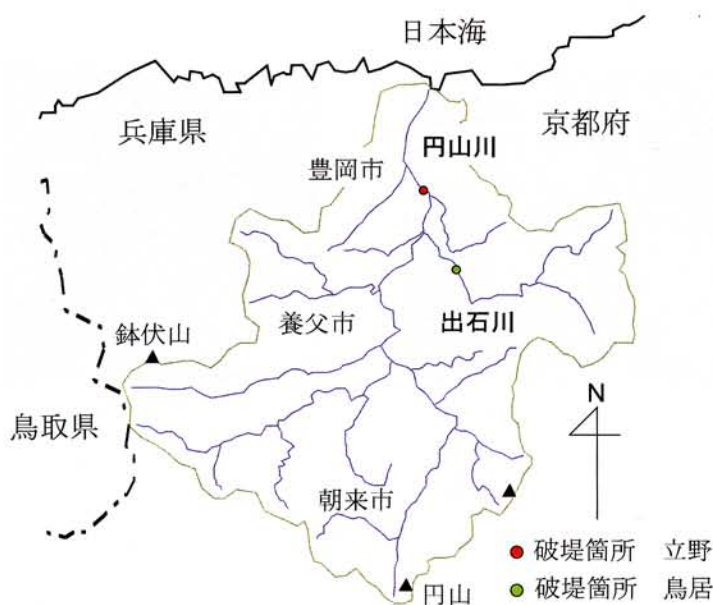 日本海
兵庫県
京都府
円山川
豊岡市
養父市
出石川
鉢伏山
鳥取県
N
朝来市
円山
破堤箇所 立野
破堤箇所 鳥居